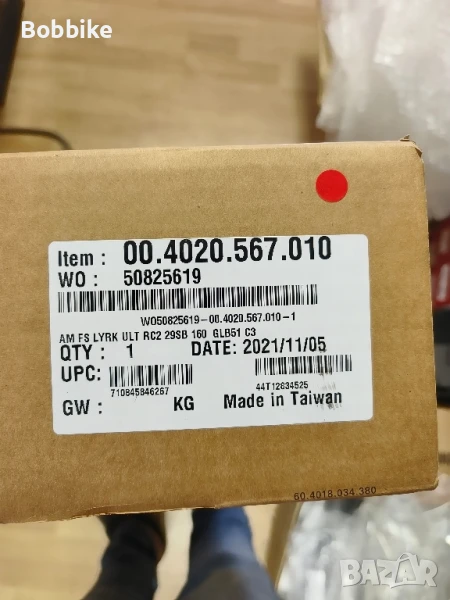 Bobbike
Item : 00.4020.567.010
WO : 50825619
WO50825619-00.4020.567.010-1
AM FS LYRK ULT RC2 29SB 160 GLB51 C3
QTY : 1 DATE: 2021/11/05
UPC:
710845846267 44T12634525
GW : KG Made in Taiwan
60.4018.034.380
BAZAR